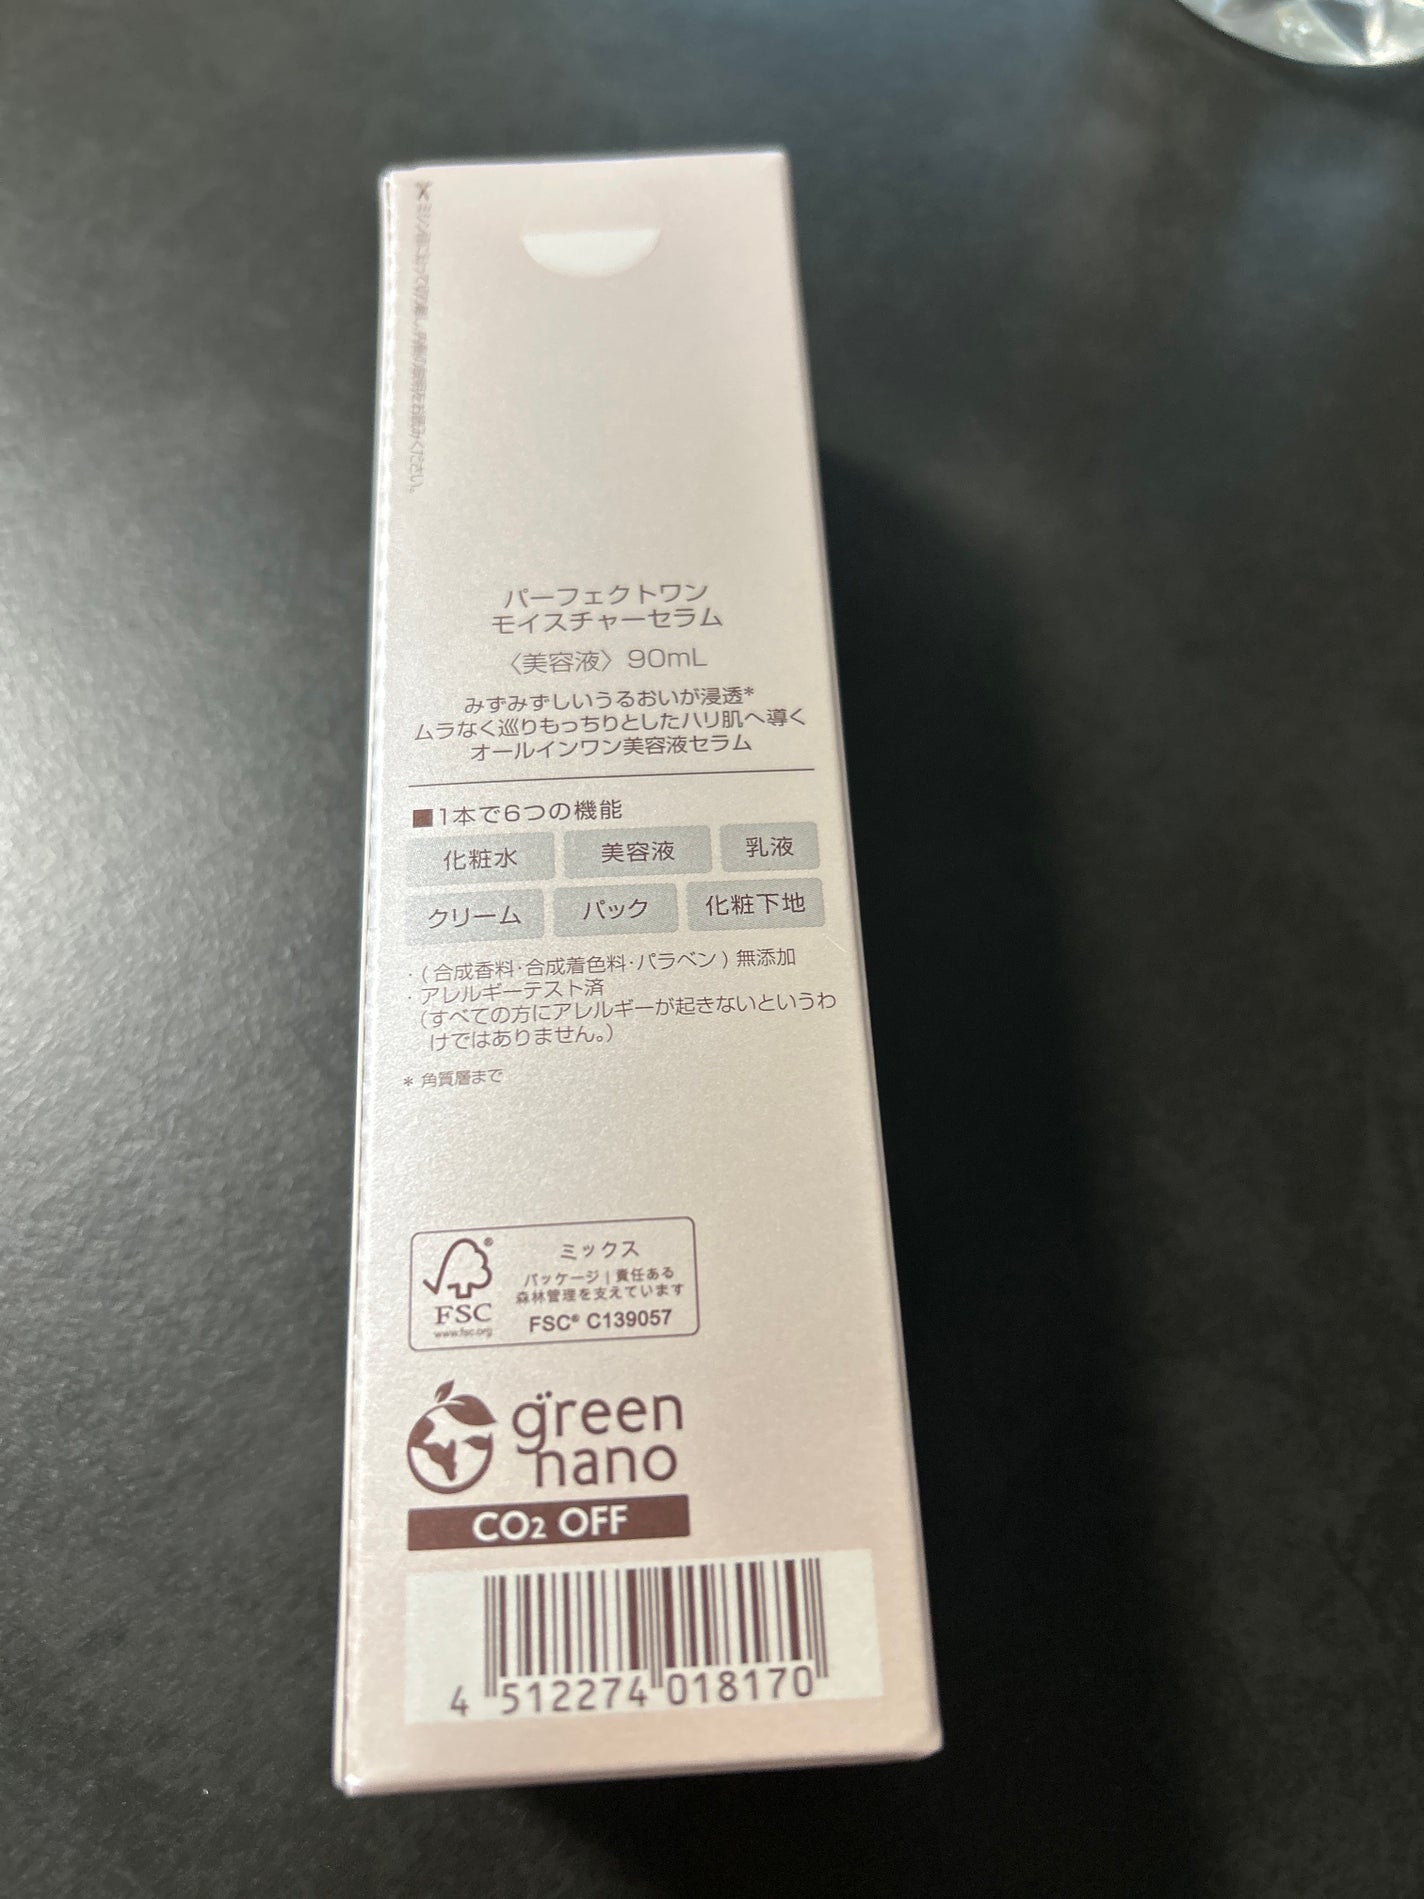 パーフェクトワン
モイスチャーセラム
〈美容液〉90mL
みずみずしいうるおいが浸透*
ムラなく巡りもっちりとしたハリ肌へ導く
オールインワン美容液セラム
■1本で6つの機能
化粧水 美容液 乳液
クリーム パック 化粧下地
・(合成香料・合成着色料・パラベン)無添加
・アレルギーテスト済
(すべての方にアレルギーが起きないというわ
けではありません。)
* 角質層まで
ミックス
パッケージ|責任ある
森林管理を支えています
FSC® C139057
FSC
www.fsc.org
green
nano
CO2 OFF
4 512274 018170